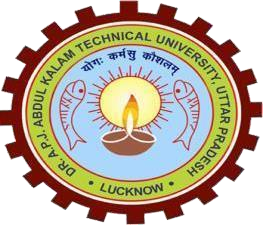 DR. A.P.J. ABDUL KALAM TECHNICAL UNIVERSITY, UTTAR PRADESH
योगः कर्मसु कौशलम्
• LUCKNOW •